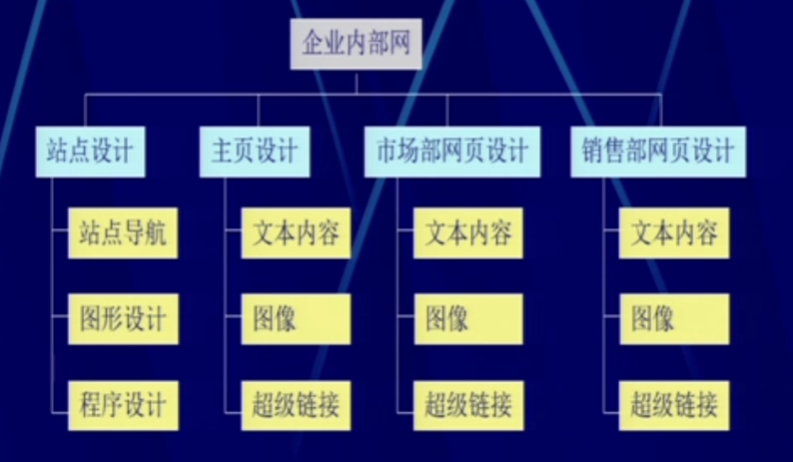 企业内部网
站点设计
主页设计
市场部网页设计
销售部网页设计
站点导航
文本内容
文本内容
文本内容
图形设计
图像
图像
图像
程序设计
超级链接
超级链接
超级链接